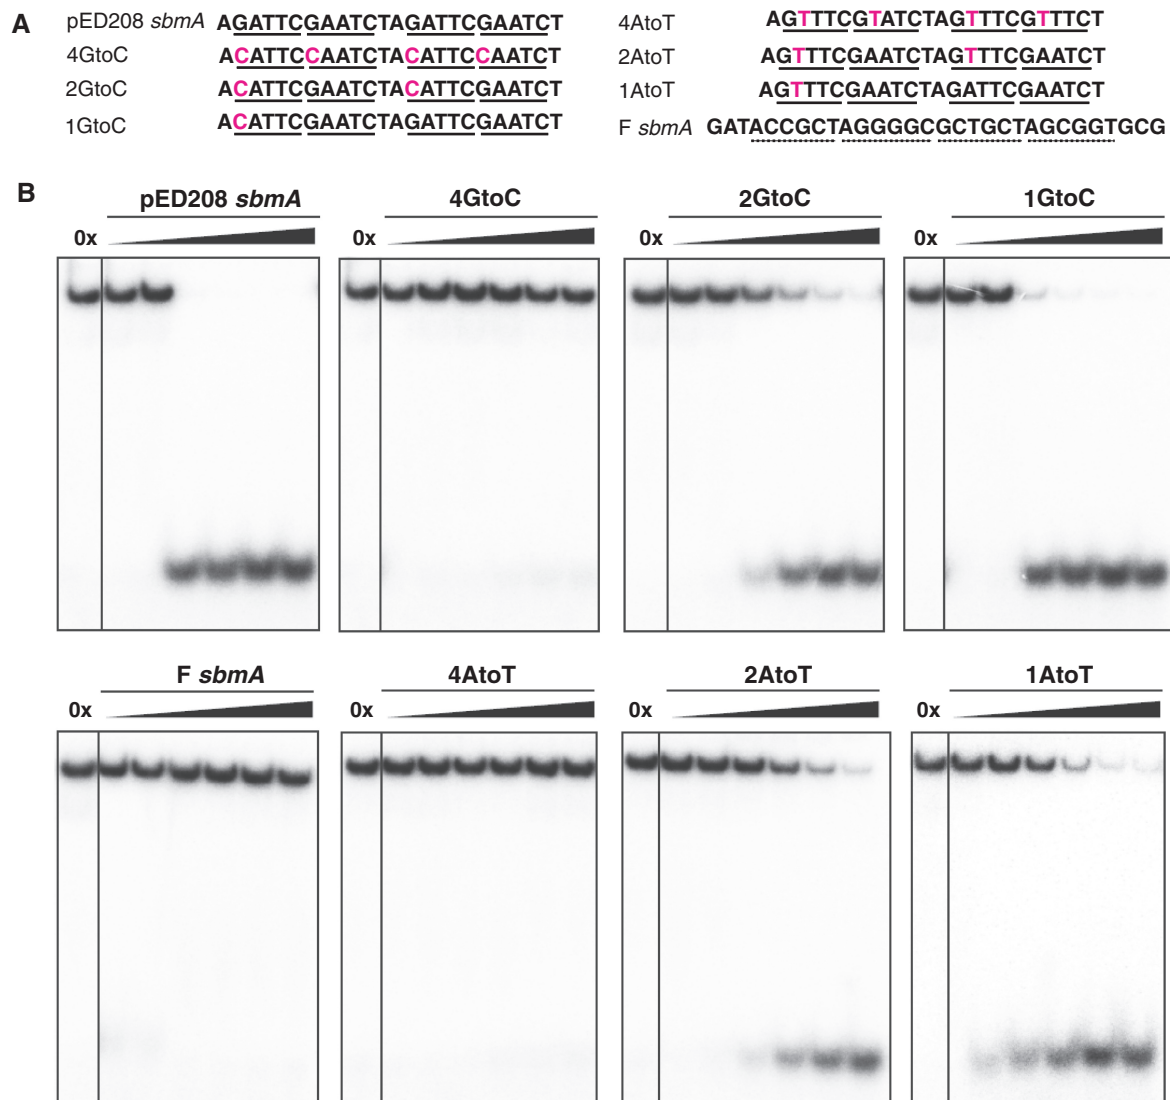 A
pED208 sbmA AGATTCGAATCTAGATTCGAATCT
4GtoC ACATTCCAATCTACATTCCAATCT
2GtoC ACATTCGAATCTACATTCGAATCT
1GtoC ACATTCGAATCTAGATTCGAATCT
4AtoT AGTTTCGTATCTAGTTTCGTTTCT
2AtoT AGTTTCGAATCTAGTTTCGAATCT
1AtoT AGTTTCGAATCTAGATTCGAATCT
F sbmA GATACCGCTAGGGGCGCTGCTAGCGGTGCG
B
pED208 sbmA 4GtoC 2GtoC 1GtoC
0x 0x 0x 0x
F sbmA 4AtoT 2AtoT 1AtoT
0x 0x 0x 0x